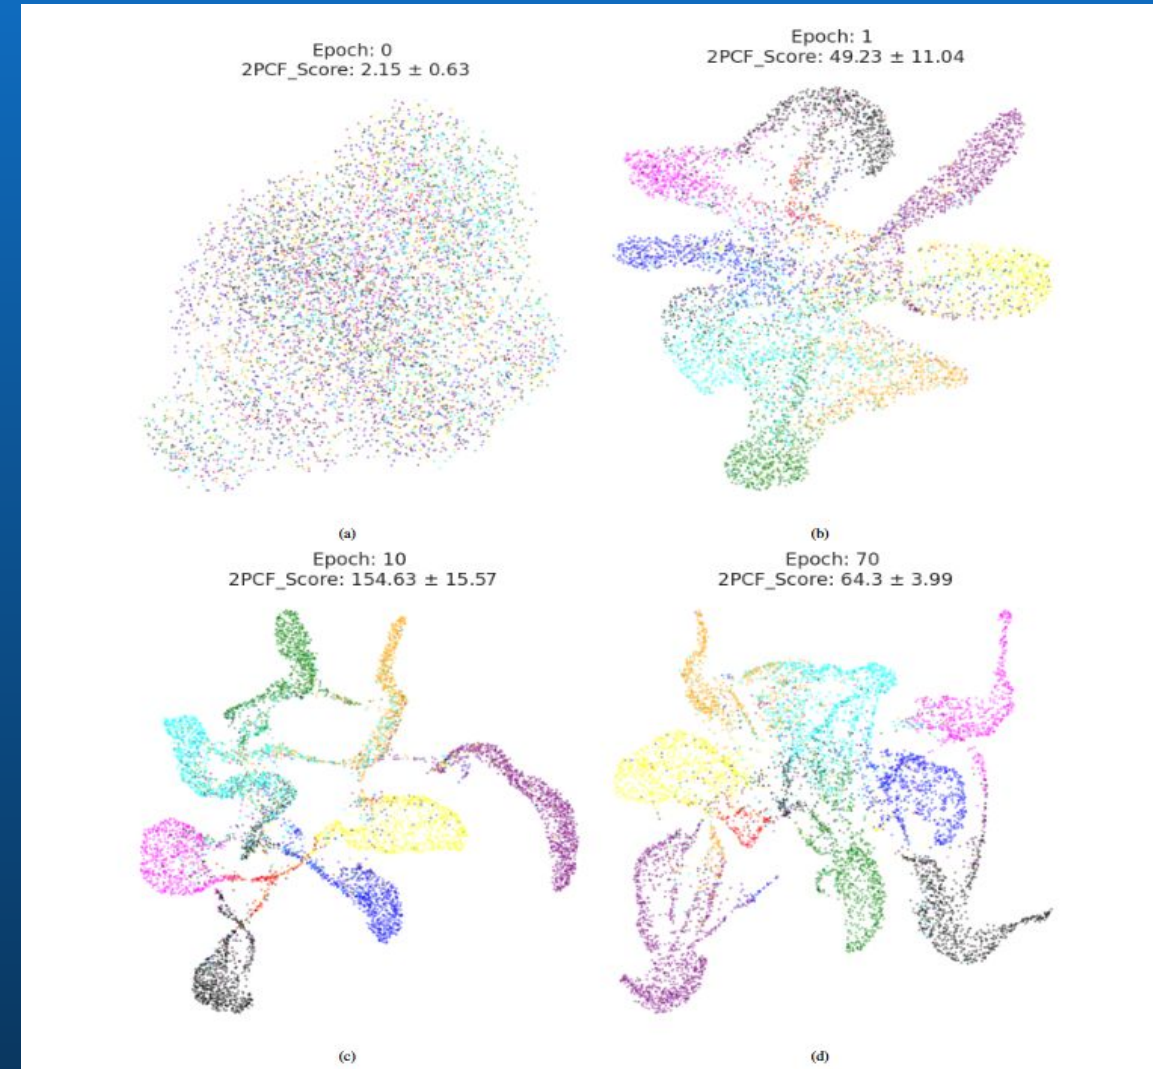 Epoch: 0
2PCF_Score: 2.15 ± 0.63
Epoch: 1
2PCF_Score: 49.23 ± 11.04
(a)
(b)
Epoch: 10
2PCF_Score: 154.63 ± 15.57
Epoch: 70
2PCF_Score: 64.3 ± 3.99
(c)
(d)